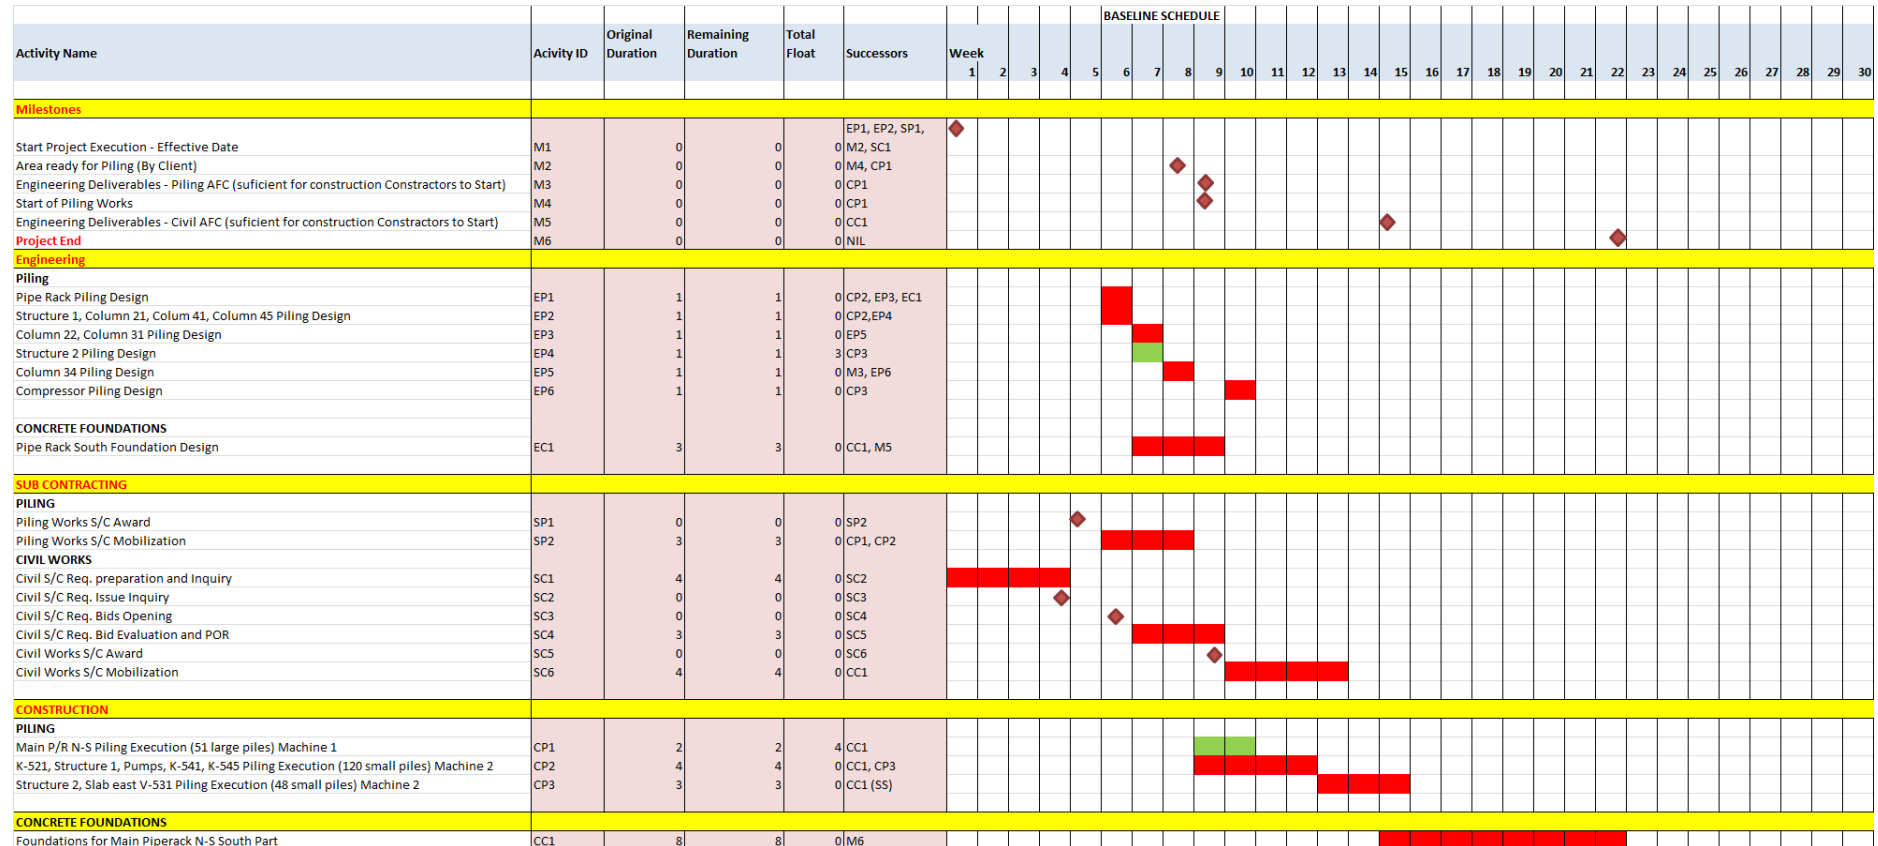 BASELINE SCHEDULE
Activity Name Acivity ID Original Duration Remaining Duration Total Float Successors Week
1 2 3 4 5 6 7 8 9 10 11 12 13 14 15 16 17 18 19 20 21 22 23 24 25 26 27 28 29 30
Milestones
EP1, EP2, SP1,
Start Project Execution - Effective Date M1 0 0 0 M2, SC1
Area ready for Piling (By Client) M2 0 0 0 M4, CP1
Engineering Deliverables - Piling AFC (suficient for construction Constractors to Start) M3 0 0 0 CP1
Start of Piling Works M4 0 0 0 CP1
Engineering Deliverables - Civil AFC (suficient for construction Constractors to Start) M5 0 0 0 CC1
Project End M6 0 0 0 NIL
Engineering
Piling
Pipe Rack Piling Design EP1 1 1 0 CP2, EP3, EC1
Structure 1, Column 21, Colum 41, Column 45 Piling Design EP2 1 1 0 CP2,EP4
Column 22, Column 31 Piling Design EP3 1 1 0 EP5
Structure 2 Piling Design EP4 1 1 3 CP3
Column 34 Piling Design EP5 1 1 0 M3, EP6
Compressor Piling Design EP6 1 1 0 CP3
CONCRETE FOUNDATIONS
Pipe Rack South Foundation Design EC1 3 3 0 CC1, M5
SUB CONTRACTING
PILING
Piling Works S/C Award SP1 0 0 0 SP2
Piling Works S/C Mobilization SP2 3 3 0 CP1, CP2
CIVIL WORKS
Civil S/C Req. preparation and Inquiry SC1 4 4 0 SC2
Civil S/C Req. Issue Inquiry SC2 0 0 0 SC3
Civil S/C Req. Bids Opening SC3 0 0 0 SC4
Civil S/C Req. Bid Evaluation and POR SC4 3 3 0 SC5
Civil Works S/C Award SC5 0 0 0 SC6
Civil Works S/C Mobilization SC6 4 4 0 CC1
CONSTRUCTION
PILING
Main P/R N-S Piling Execution (51 large piles) Machine 1 CP1 2 2 4 CC1
K-521, Structure 1, Pumps, K-541, K-545 Piling Execution (120 small piles) Machine 2 CP2 4 4 0 CC1, CP3
Structure 2, Slab east V-531 Piling Execution (48 small piles) Machine 2 CP3 3 3 0 CC1 (SS)
CONCRETE FOUNDATIONS
Foundations for Main Piperack N-S South Part CC1 8 8 0 M6